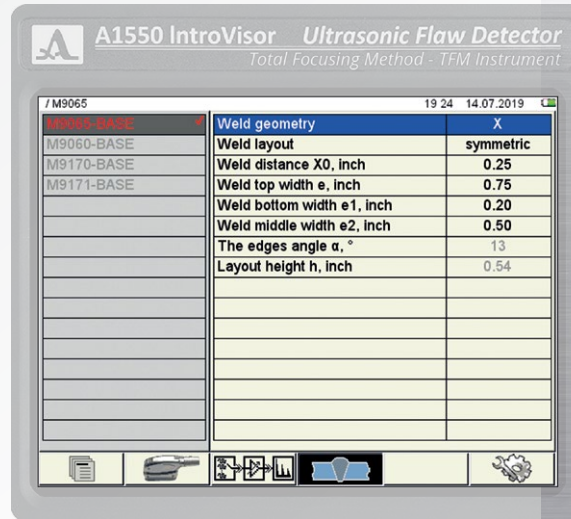 A1550 IntroVisor Ultrasonic Flaw Detector
Total Focusing Method - TFM Instrument
/ M9065 19 24 14.07.2019
M9065-BASE
M9060-BASE
M9170-BASE
M9171-BASE
Weld geometry X
Weld layout symmetric
Weld distance X0, inch 0.25
Weld top width e, inch 0.75
Weld bottom width e1, inch 0.20
Weld middle width e2, inch 0.50
The edges angle α, ° 13
Layout height h, inch 0.54